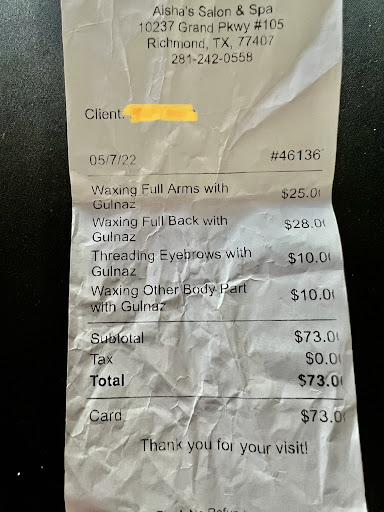 Aisha's Salon & Spa
10237 Grand Pkwy #105
Richmond, TX, 77407
281-242-0558
Client:
05/7/22 #46136
Waxing Full Arms with $25.0
Gulnaz
Waxing Full Back with $28.0
Gulnaz
Threading Eyebrows with $10.0
Gulnaz
Waxing Other Body Part $10.0
with Gulnaz
Subtotal $73.0
Tax $0.0
Total $73.0
Card $73.0
Thank you for your visit!